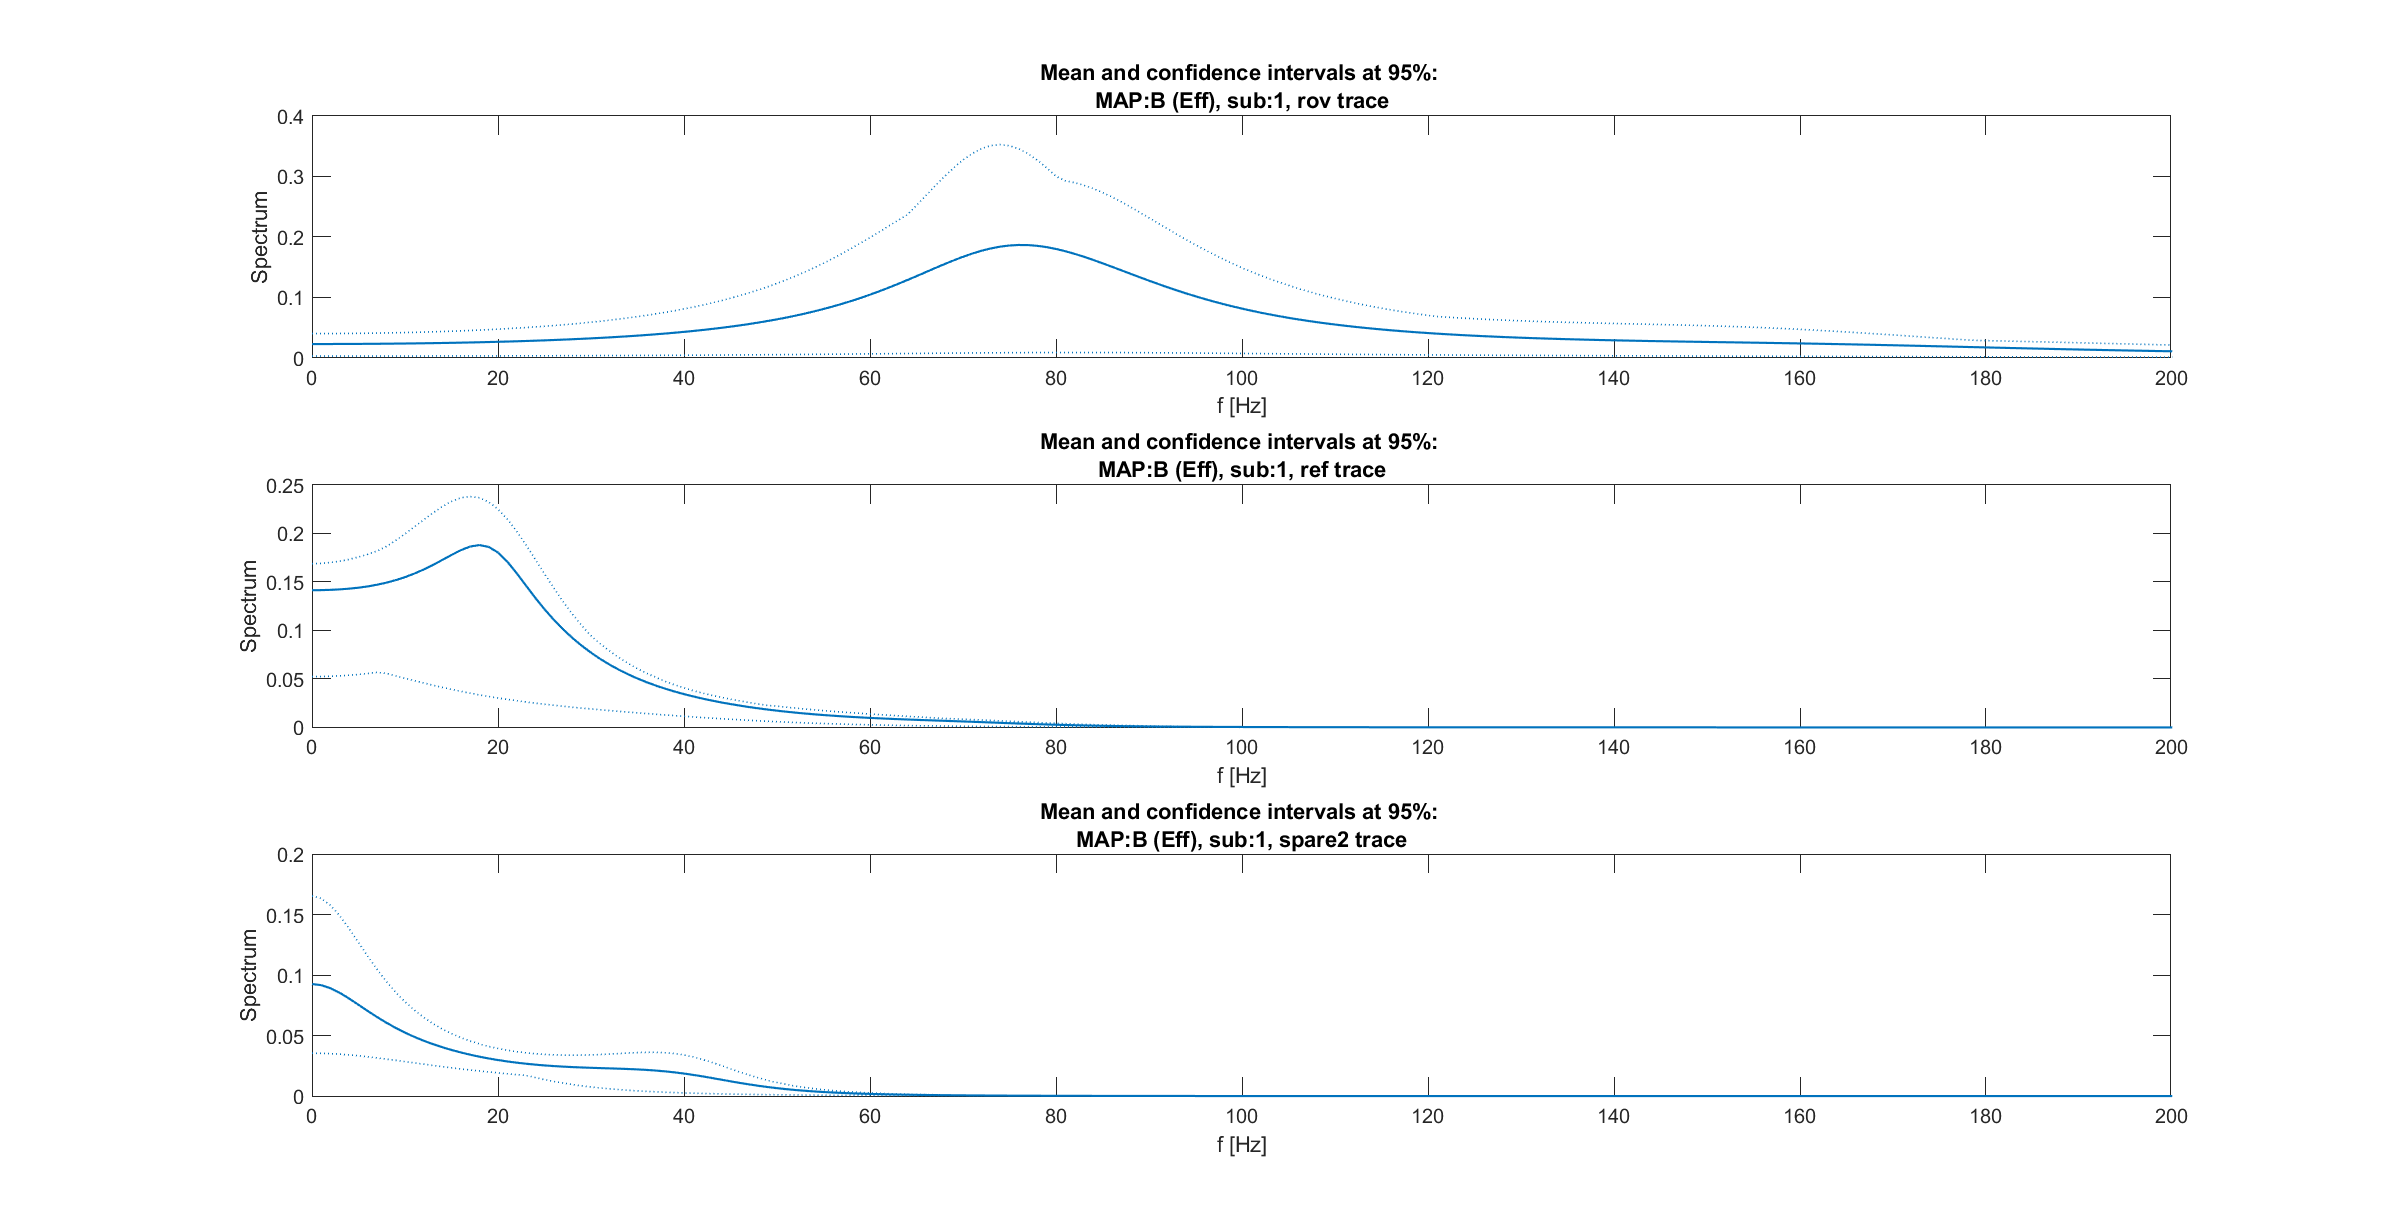 Mean and confidence intervals at 95%:
MAP:B (Eff), sub:1, rov trace
Spectrum
0.4
0.3
0.2
0.1
0
0 20 40 60 80 100 120 140 160 180 200
f [Hz]
Mean and confidence intervals at 95%:
MAP:B (Eff), sub:1, ref trace
Spectrum
0.25
0.2
0.15
0.1
0.05
0
0 20 40 60 80 100 120 140 160 180 200
f [Hz]
Mean and confidence intervals at 95%:
MAP:B (Eff), sub:1, spare2 trace
Spectrum
0.2
0.15
0.1
0.05
0
0 20 40 60 80 100 120 140 160 180 200
f [Hz]